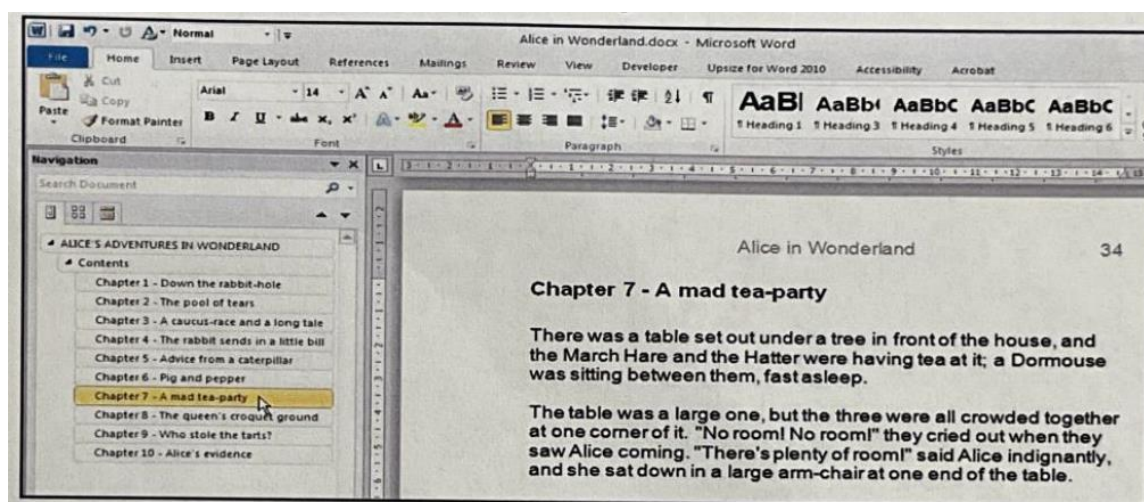 Normal
Alice in Wonderland.docx - Microsoft Word
File Home Insert Page Layout References Mailings Review View Developer Upsize for Word 2010 Accessibility Acrobat
Cut
Copy
Format Painter
Paste
Arial 14 A A Aa
B I U abc x, x' ab A
AaBl AaBb AaBbC AaBbC AaBbC
¶ Heading 1 ¶ Heading 3 ¶ Heading 4 ¶ Heading 5 ¶ Heading 6
Clipboard Font Paragraph Styles
Navigation
Search Document
ALICE'S ADVENTURES IN WONDERLAND
Contents
Chapter 1 - Down the rabbit-hole
Chapter 2 - The pool of tears
Chapter 3 - A caucus-race and a long tale
Chapter 4 - The rabbit sends in a little bill
Chapter 5 - Advice from a caterpillar
Chapter 6 - Pig and pepper
Chapter 7 - A mad tea-party
Chapter 8 - The queen's croquet ground
Chapter 9 - Who stole the tarts?
Chapter 10 - Alice's evidence
Alice in Wonderland 34
Chapter 7 - A mad tea-party
There was a table set out under a tree in front of the house, and
the March Hare and the Hatter were having tea at it; a Dormouse
was sitting between them, fast asleep.
The table was a large one, but the three were all crowded together
at one corner of it. "No room! No room!" they cried out when they
saw Alice coming. "There's plenty of room!" said Alice indignantly,
and she sat down in a large arm-chair at one end of the table.